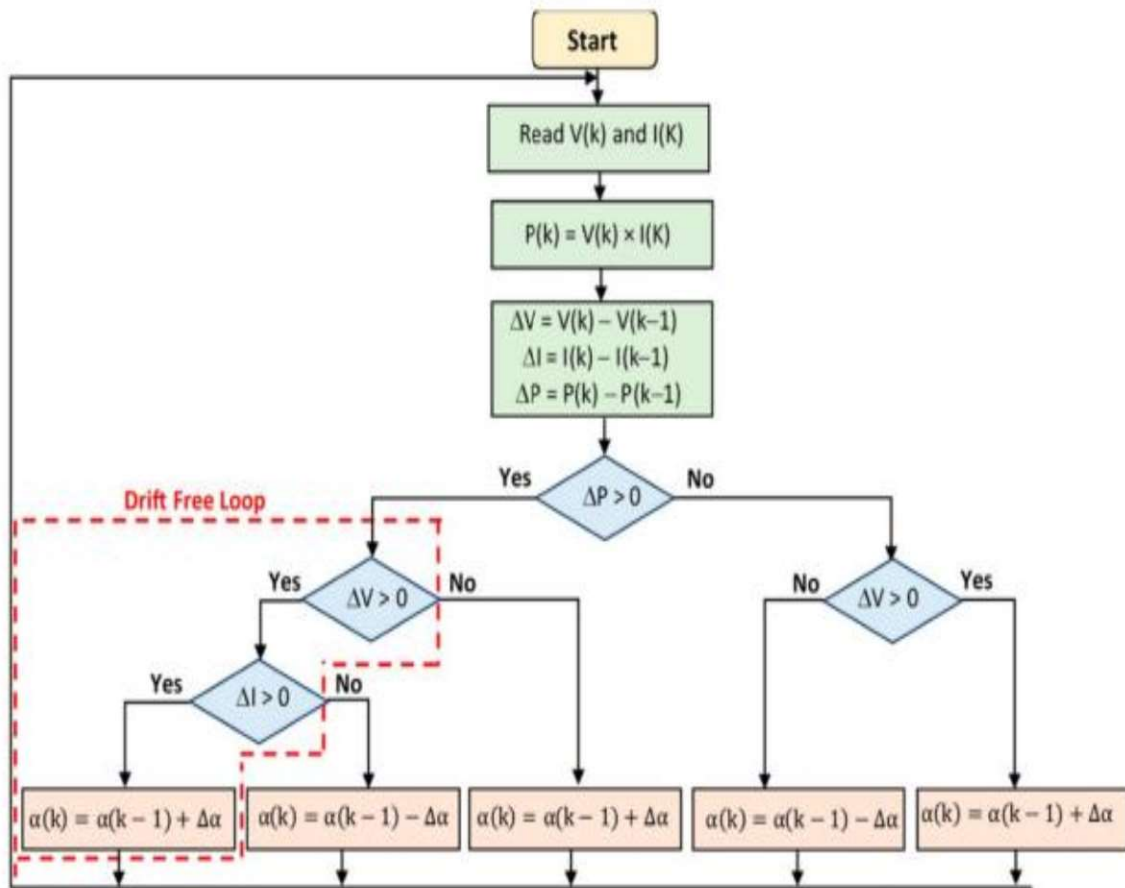 Start
Read V(k) and I(K)
P(k) = V(k) × I(K)
ΔV = V(k) – V(k–1)
ΔI = I(k) – I(k–1)
ΔP = P(k) – P(k–1)
Yes
ΔP > 0
No
Drift Free Loop
Yes
ΔV > 0
No
No
ΔV > 0
Yes
Yes
ΔI > 0
No
α(k) = α(k – 1) + Δα
α(k) = α(k – 1) – Δα
α(k) = α(k – 1) + Δα
α(k) = α(k – 1) – Δα
α(k) = α(k – 1) + Δα